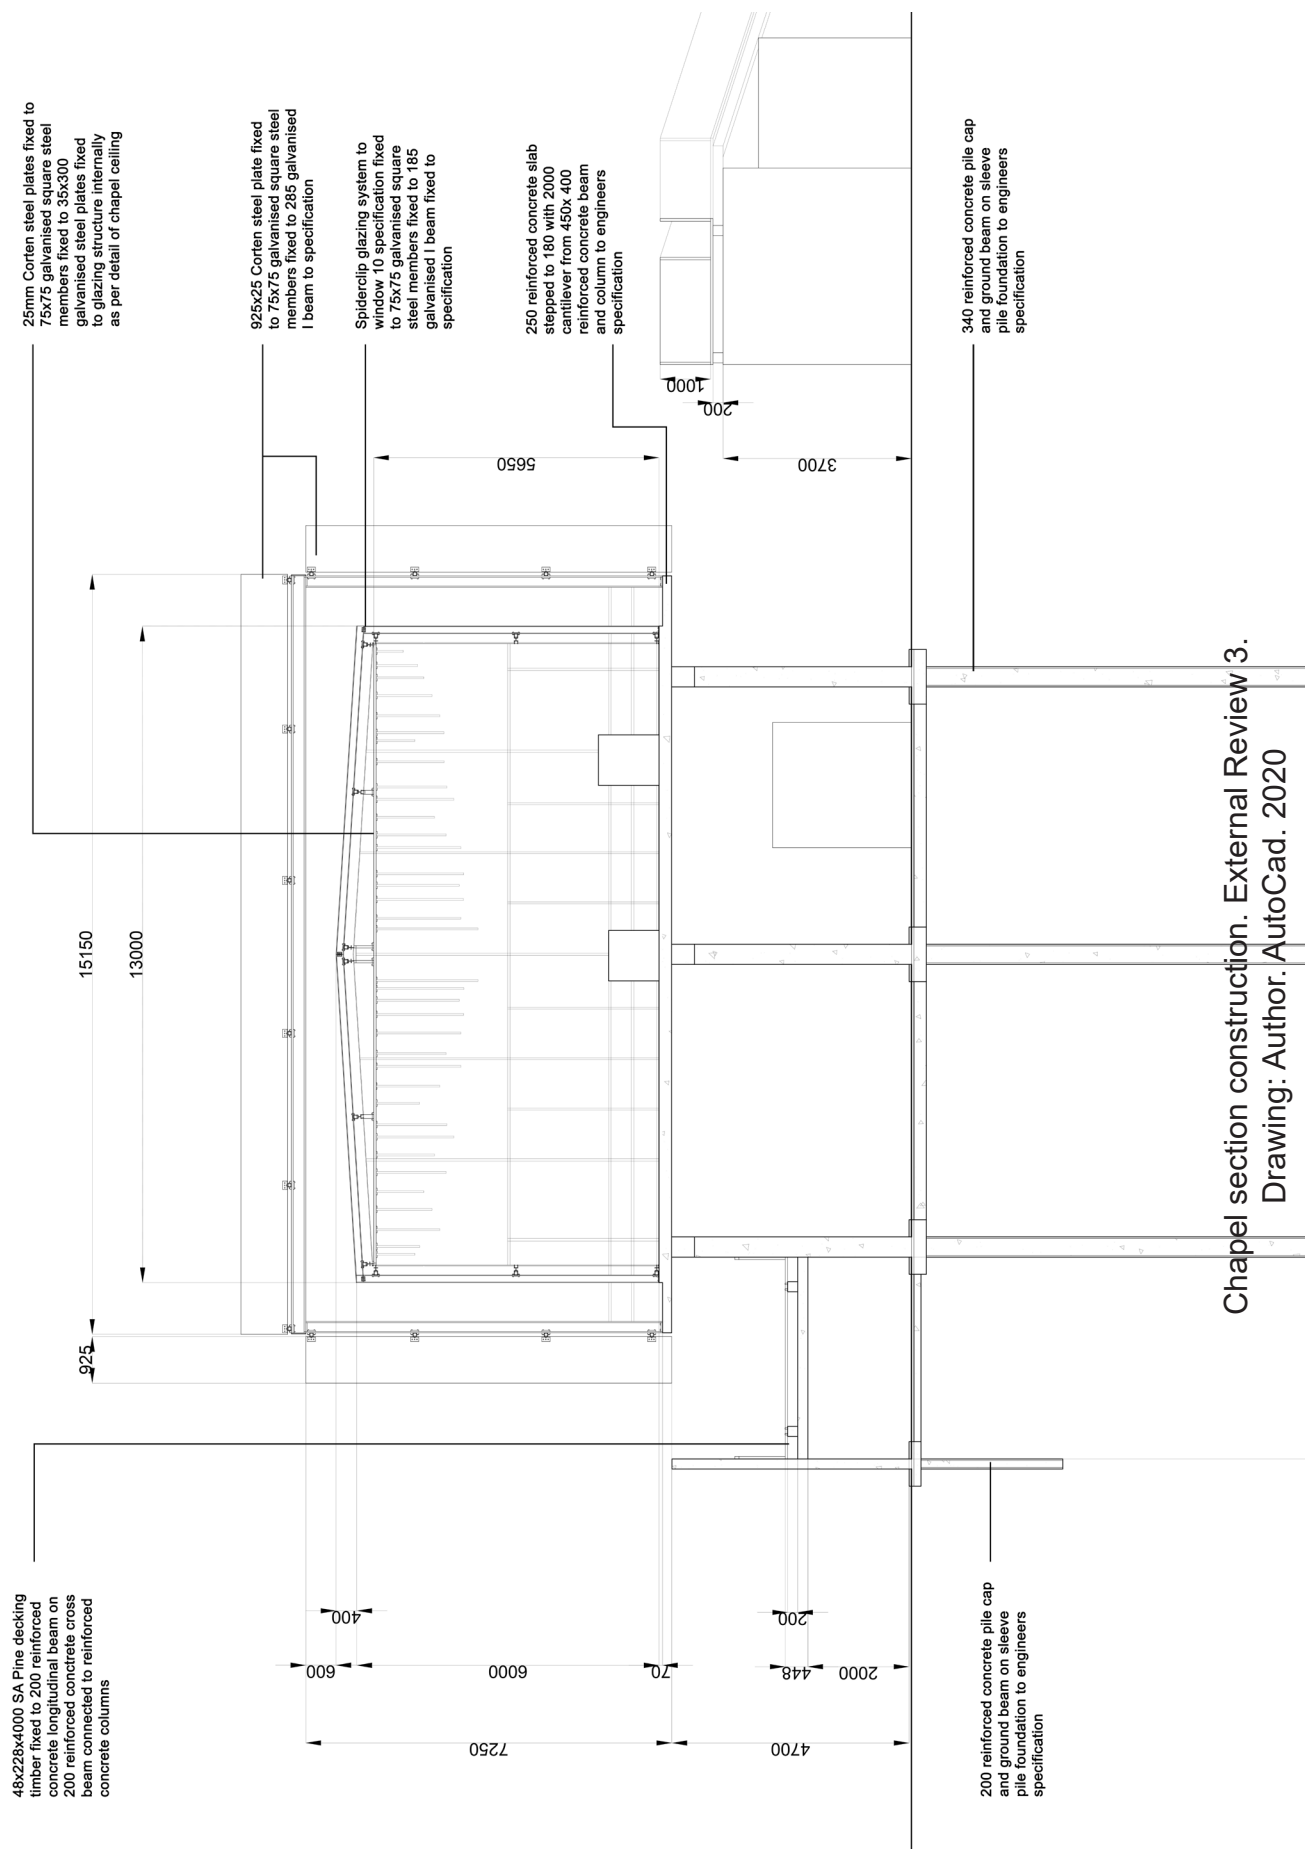 25mm Corten steel plates fixed to
75x75 galvanised square steel
members fixed to 35x300
galvanised steel plates fixed
to glazing structure internally
as per detail of chapel ceiling
925x25 Corten steel plate fixed
to 75x75 galvanised square steel
members fixed to 285 galvanised
I beam to specification
Spiderclip glazing system to
window 10 specification fixed
to 75x75 galvanised square
steel members fixed to 185
galvanised I beam fixed to
specification
250 reinforced concrete slab
stepped to 180 with 2000
cantilever from 450x 400
reinforced concrete beam
and column to engineers
specification
340 reinforced concrete pile cap
and ground beam on sleeve
pile foundation to engineers
specification
1000
200
3700
5650
15150
13000
925
400
600
6000
70
7250
200
448
2000
4700
48x228x4000 SA Pine decking
timber fixed to 200 reinforced
concrete longitudinal beam on
200 reinforced conctrete cross
beam connected to reinforced
concrete columns
200 reinforced concrete pile cap
and ground beam on sleeve
pile foundation to engineers
specification
Chapel section construction. External Review 3.
Drawing: Author. AutoCad. 2020